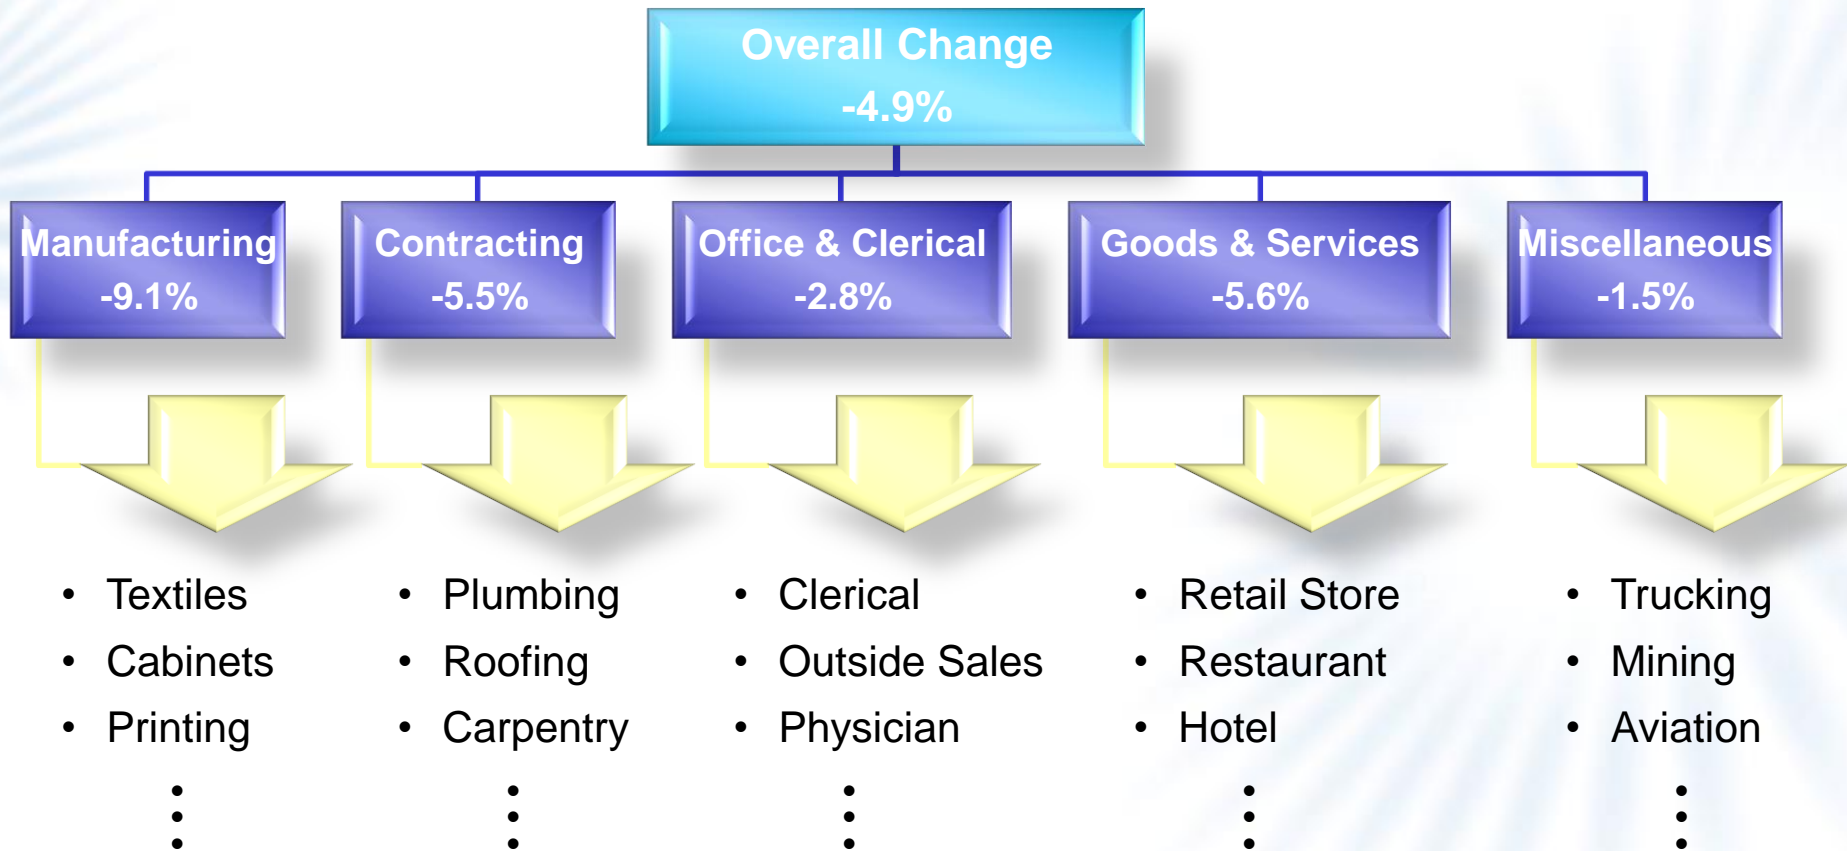 Overall Change
-4.9%
Manufacturing
-9.1%
Contracting
-5.5%
Office & Clerical
-2.8%
Goods & Services
-5.6%
Miscellaneous
-1.5%
• Textiles
• Cabinets
• Printing
• Plumbing
• Roofing
• Carpentry
• Clerical
• Outside Sales
• Physician
• Retail Store
• Restaurant
• Hotel
• Trucking
• Mining
• Aviation